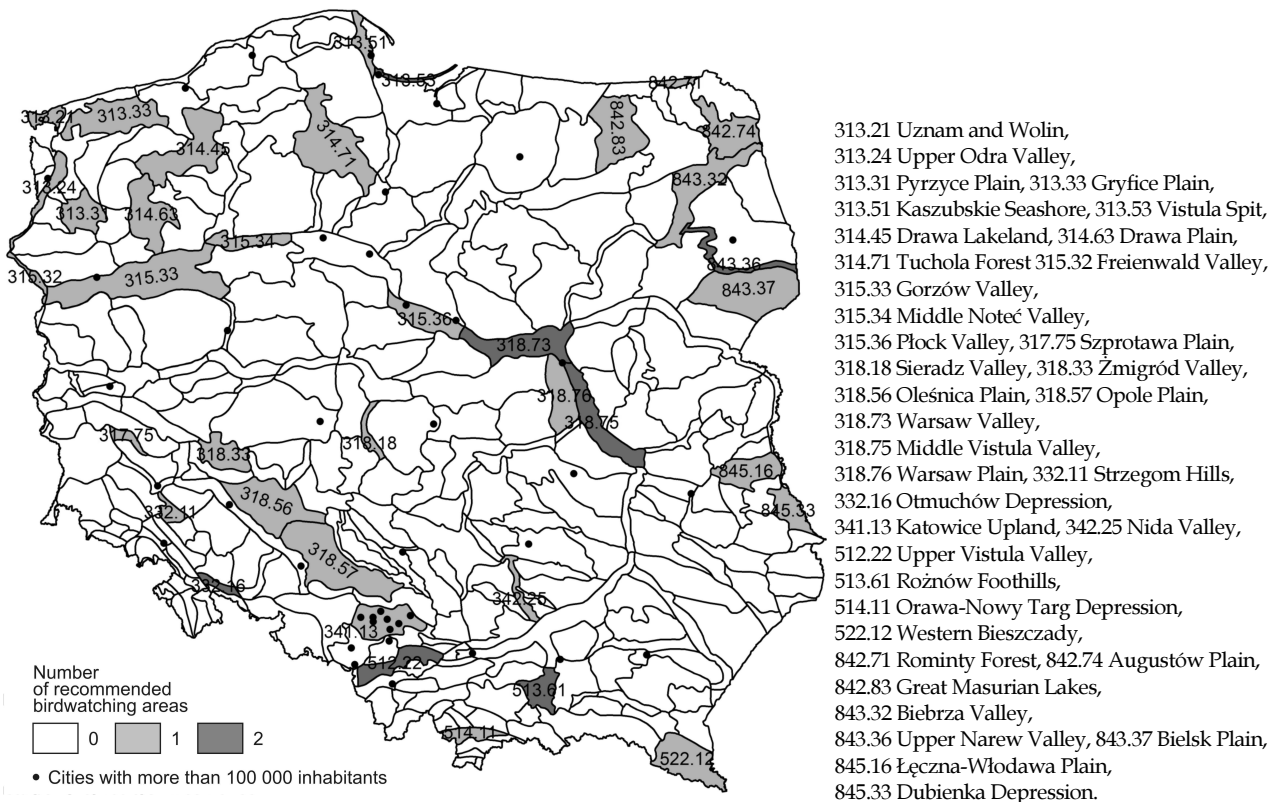 313.51
313.53
842.71
313.21
313.33
842.83
842.74
314.45
314.71
313.24
843.32
313.31
314.63
315.34
843.36
315.32
315.33
843.37
315.36
318.73
318.76
318.75
317.75
318.18
318.33
845.16
318.56
332.11
845.33
318.57
332.16
342.25
341.13
512.22
513.61
514.11
522.12
Number
of recommended
birdwatching areas
0 1 2
• Cities with more than 100 000 inhabitants
313.21 Uznam and Wolin,
313.24 Upper Odra Valley,
313.31 Pyrzyce Plain, 313.33 Gryfice Plain,
313.51 Kaszubskie Seashore, 313.53 Vistula Spit,
314.45 Drawa Lakeland, 314.63 Drawa Plain,
314.71 Tuchola Forest 315.32 Freienwald Valley,
315.33 Gorzów Valley,
315.34 Middle Noteć Valley,
315.36 Płock Valley, 317.75 Szprotawa Plain,
318.18 Sieradz Valley, 318.33 Żmigród Valley,
318.56 Oleśnica Plain, 318.57 Opole Plain,
318.73 Warsaw Valley,
318.75 Middle Vistula Valley,
318.76 Warsaw Plain, 332.11 Strzegom Hills,
332.16 Otmuchów Depression,
341.13 Katowice Upland, 342.25 Nida Valley,
512.22 Upper Vistula Valley,
513.61 Rożnów Foothills,
514.11 Orawa-Nowy Targ Depression,
522.12 Western Bieszczady,
842.71 Rominty Forest, 842.74 Augustów Plain,
842.83 Great Masurian Lakes,
843.32 Biebrza Valley,
843.36 Upper Narew Valley, 843.37 Bielsk Plain,
845.16 Łęczna-Włodawa Plain,
845.33 Dubienka Depression.